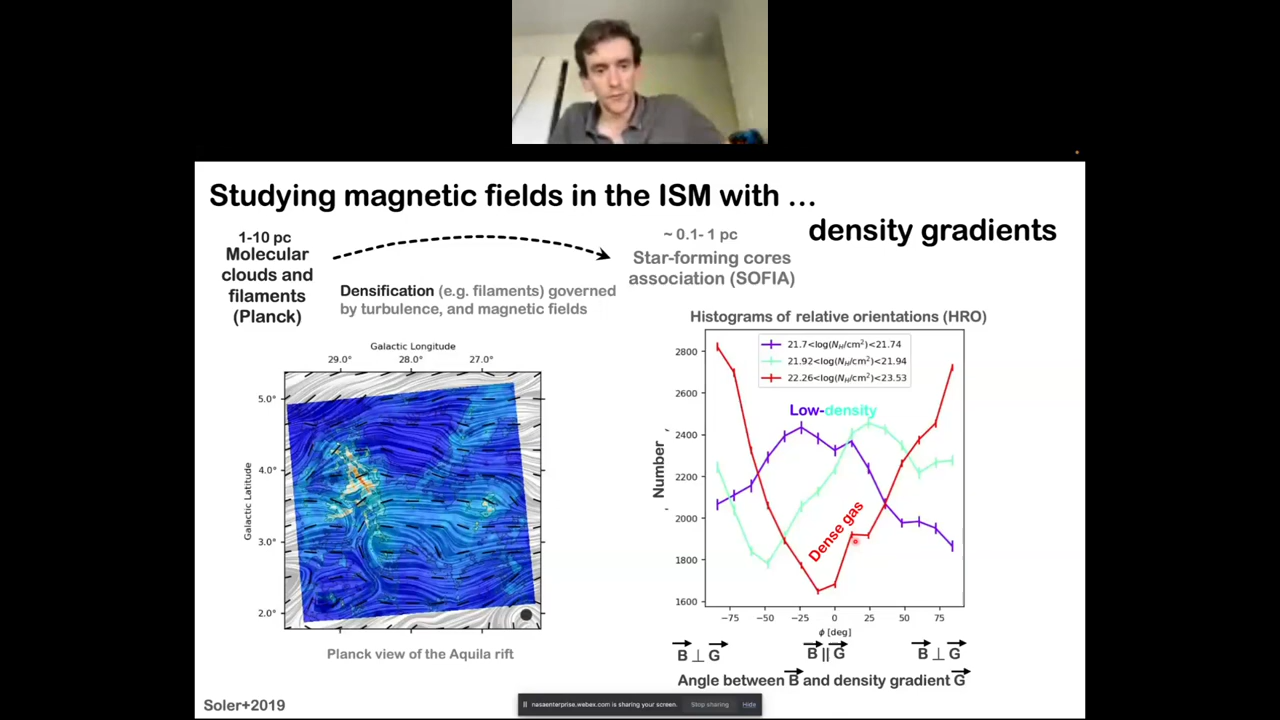 Studying magnetic fields in the ISM with ...
density gradients
1-10 pc
Molecular
clouds and
filaments
(Planck)
~ 0.1- 1 pc
Star-forming cores
association (SOFIA)
Densification (e.g. filaments) governed
by turbulence, and magnetic fields
Galactic Longitude
29.0° 28.0° 27.0°
5.0°
4.0°
3.0°
2.0°
Galactic Latitude
Planck view of the Aquila rift
Histograms of relative orientations (HRO)
21.7<log(N_H/cm²)<21.74
21.92<log(N_H/cm²)<21.94
22.26<log(N_H/cm²)<23.53
Low-density
Dense gas
Number
2800
2600
2400
2200
2000
1800
1600
−75 −50 −25 0 25 50 75
ϕ [deg]
B ⊥ G B || G B ⊥ G
Angle between B and density gradient G
Soler+2019
nasaenterprise.webex.com is sharing your screen. Stop sharing Hide